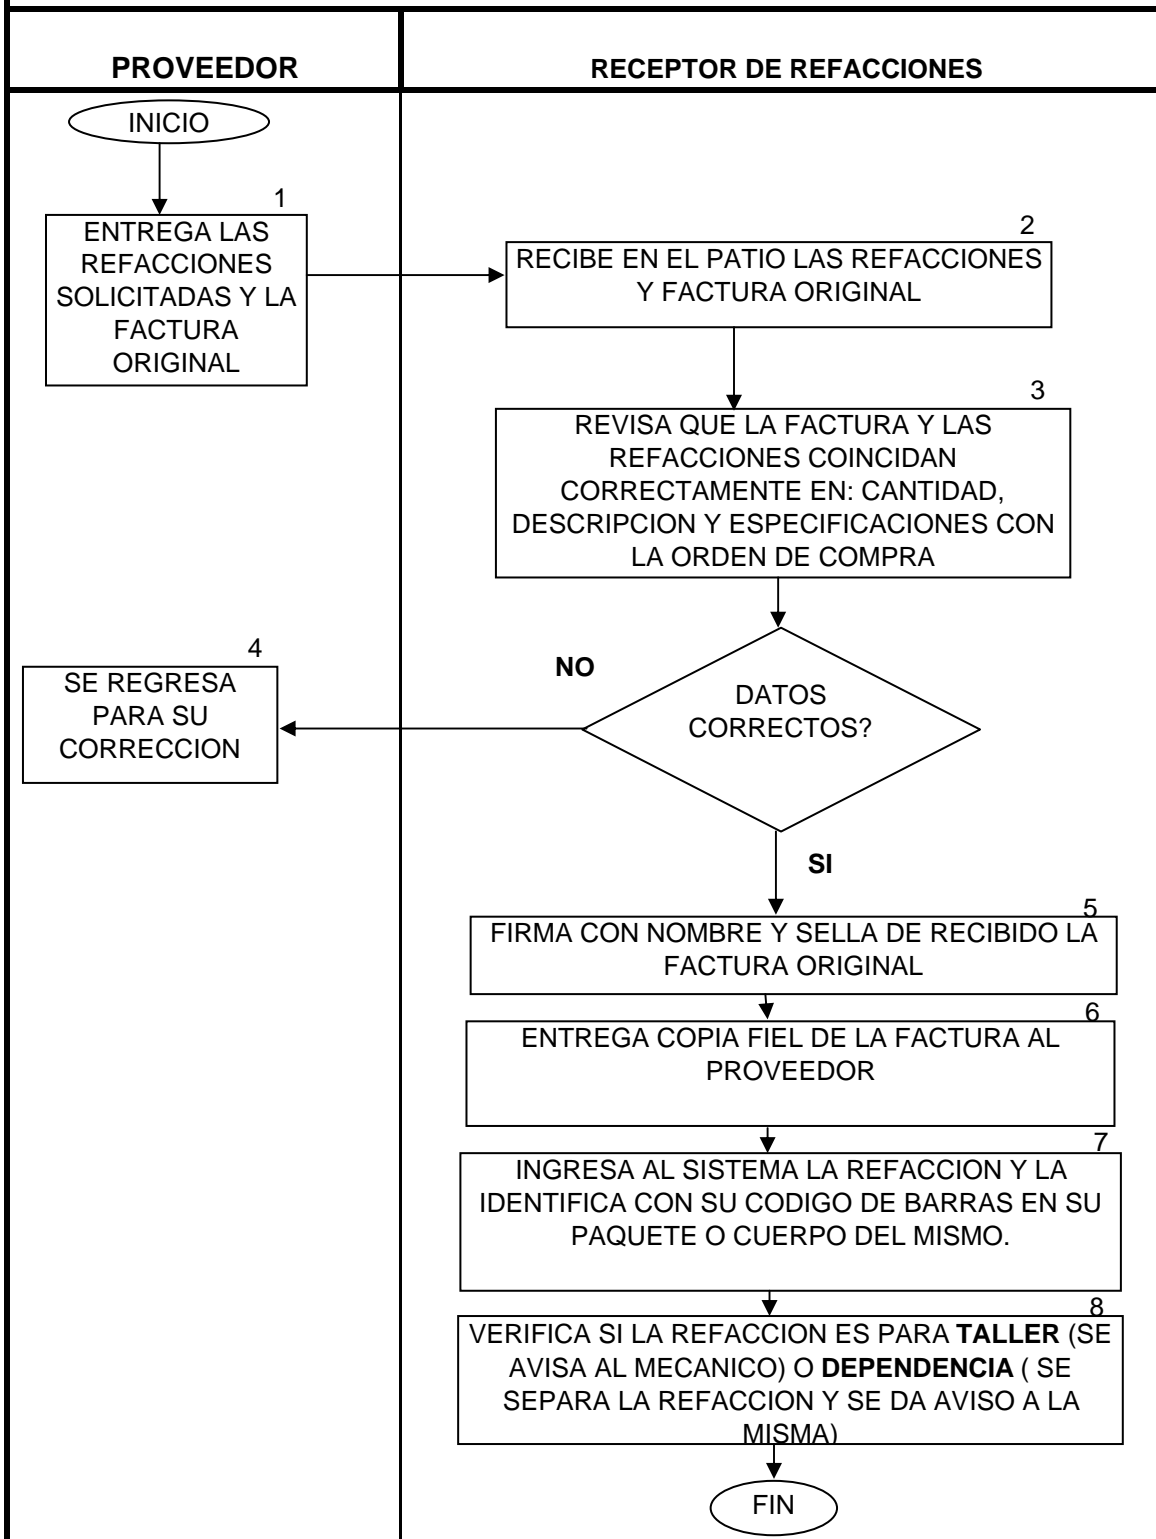 PROVEEDOR
RECEPTOR DE REFACCIONES
INICIO
1
ENTREGA LAS
REFACCIONES
SOLICITADAS Y LA
FACTURA
ORIGINAL
2
RECIBE EN EL PATIO LAS REFACCIONES
Y FACTURA ORIGINAL
3
REVISA QUE LA FACTURA Y LAS
REFACCIONES COINCIDAN
CORRECTAMENTE EN: CANTIDAD,
DESCRIPCION Y ESPECIFICACIONES CON
LA ORDEN DE COMPRA
DATOS
CORRECTOS?
NO
4
SE REGRESA
PARA SU
CORRECCION
SI
5
FIRMA CON NOMBRE Y SELLA DE RECIBIDO LA
FACTURA ORIGINAL
6
ENTREGA COPIA FIEL DE LA FACTURA AL
PROVEEDOR
7
INGRESA AL SISTEMA LA REFACCION Y LA
IDENTIFICA CON SU CODIGO DE BARRAS EN SU
PAQUETE O CUERPO DEL MISMO.
8
VERIFICA SI LA REFACCION ES PARA TALLER (SE
AVISA AL MECANICO) O DEPENDENCIA ( SE
SEPARA LA REFACCION Y SE DA AVISO A LA
MISMA)
FIN